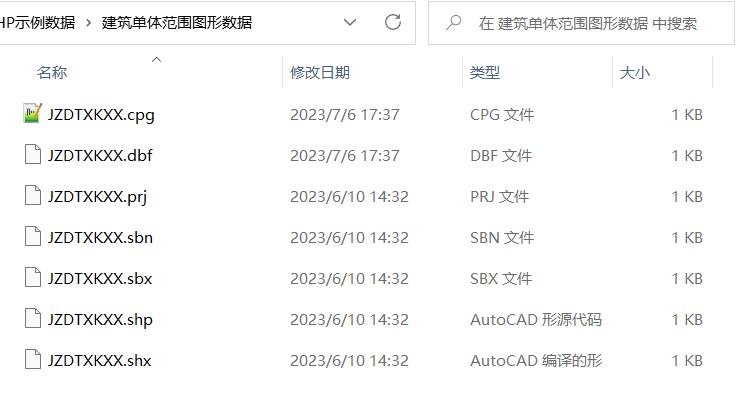 HP示例数据 › 建筑单体范围图形数据
在 建筑单体范围图形数据 中搜索
名称 修改日期 类型 大小
JZDTXKXX.cpg 2023/7/6 17:37 CPG 文件 1 KB
JZDTXKXX.dbf 2023/7/6 17:37 DBF 文件 1 KB
JZDTXKXX.prj 2023/6/10 14:32 PRJ 文件 1 KB
JZDTXKXX.sbn 2023/6/10 14:32 SBN 文件 1 KB
JZDTXKXX.sbx 2023/6/10 14:32 SBX 文件 1 KB
JZDTXKXX.shp 2023/6/10 14:32 AutoCAD 形源代码 1 KB
JZDTXKXX.shx 2023/6/10 14:32 AutoCAD 编译的形 1 KB